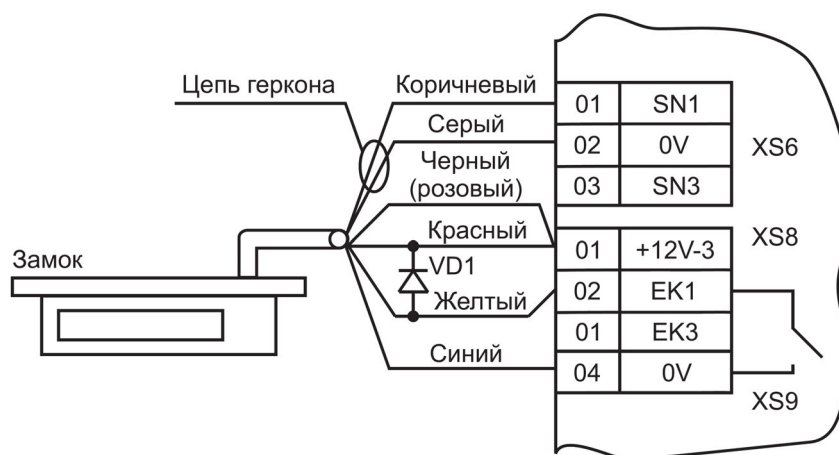 Цепь геркона
Коричневый
Серый
Черный
(розовый)
Красный
VD1
Желтый
Синий
Замок
01 SN1
02 0V
03 SN3
XS6
XS8
01 +12V-3
02 EK1
01 EK3
04 0V
XS9